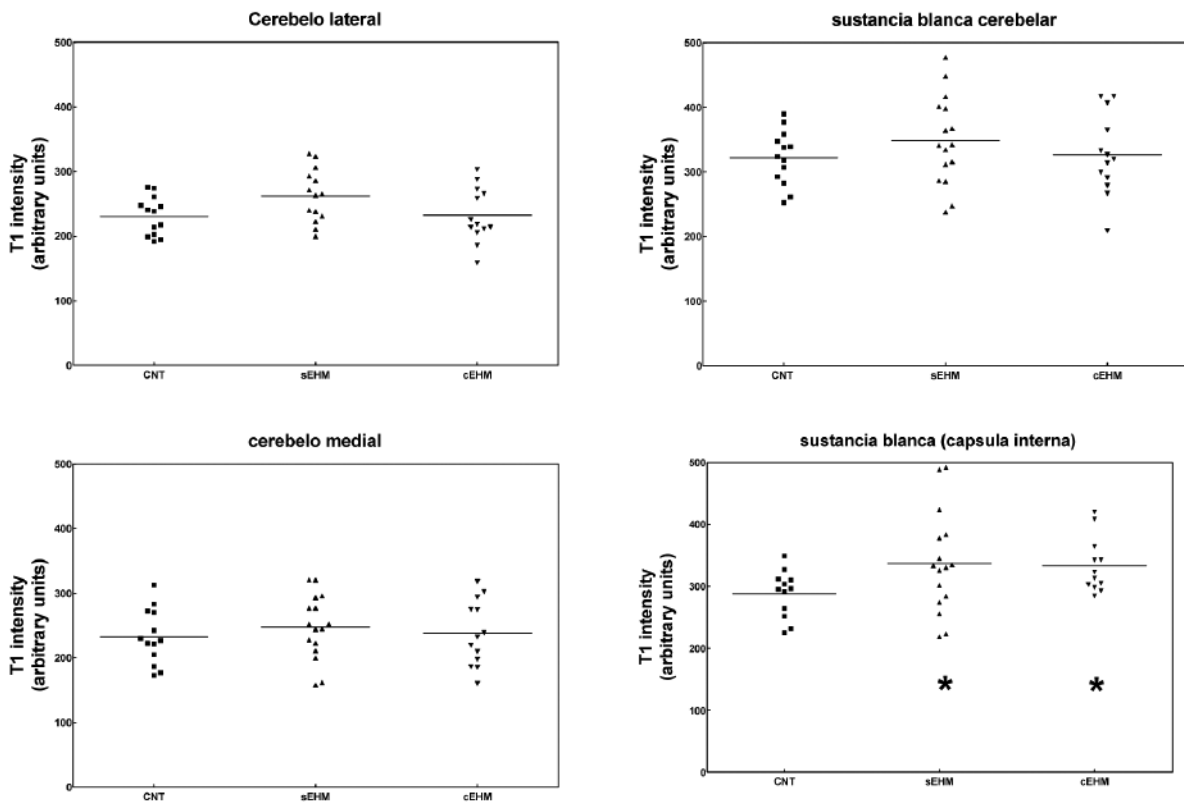 Cerebelo lateral
T1 intensity
(arbitrary units)
500
400
300
200
100
0
CNT sEHM cEHM
sustancia blanca cerebelar
T1 intensity
(arbitrary units)
500
400
300
200
100
0
CNT sEHM cEHM
cerebelo medial
T1 intensity
(arbitrary units)
500
400
300
200
100
0
CNT sEHM cEHM
sustancia blanca (capsula interna)
T1 intensity
(arbitrary units)
500
400
300
200
100
0
* *
CNT sEHM cEHM